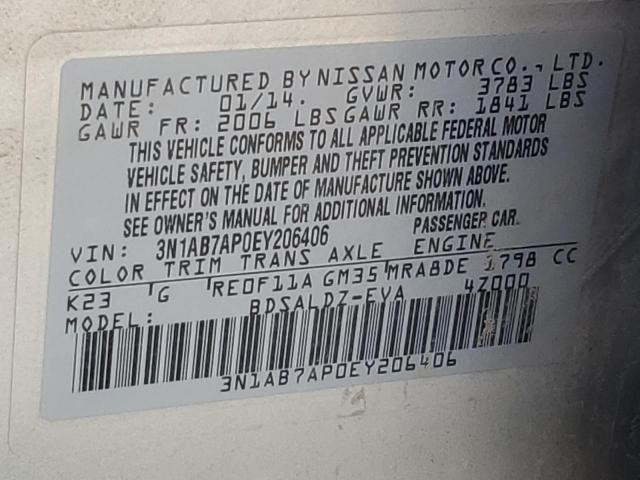 MANUFACTURED BY NISSAN MOTOR CO., LTD.
DATE: 01/14. GVWR: 3783 LBS
GAWR FR: 2006 LBS GAWR RR: 1841 LBS
THIS VEHICLE CONFORMS TO ALL APPLICABLE FEDERAL MOTOR
VEHICLE SAFETY, BUMPER AND THEFT PREVENTION STANDARDS
IN EFFECT ON THE DATE OF MANUFACTURE SHOWN ABOVE.
SEE OWNER'S MANUAL FOR ADDITIONAL INFORMATION.
VIN: 3N1AB7AP0EY206406 PASSENGER CAR
COLOR TRIM TRANS AXLE ENGINE
K23 G RE0F11A GM35 MRA8DE 1798 CC
MODEL: BDSALDZ-EVA 4Z000
3N1AB7AP0EY206406